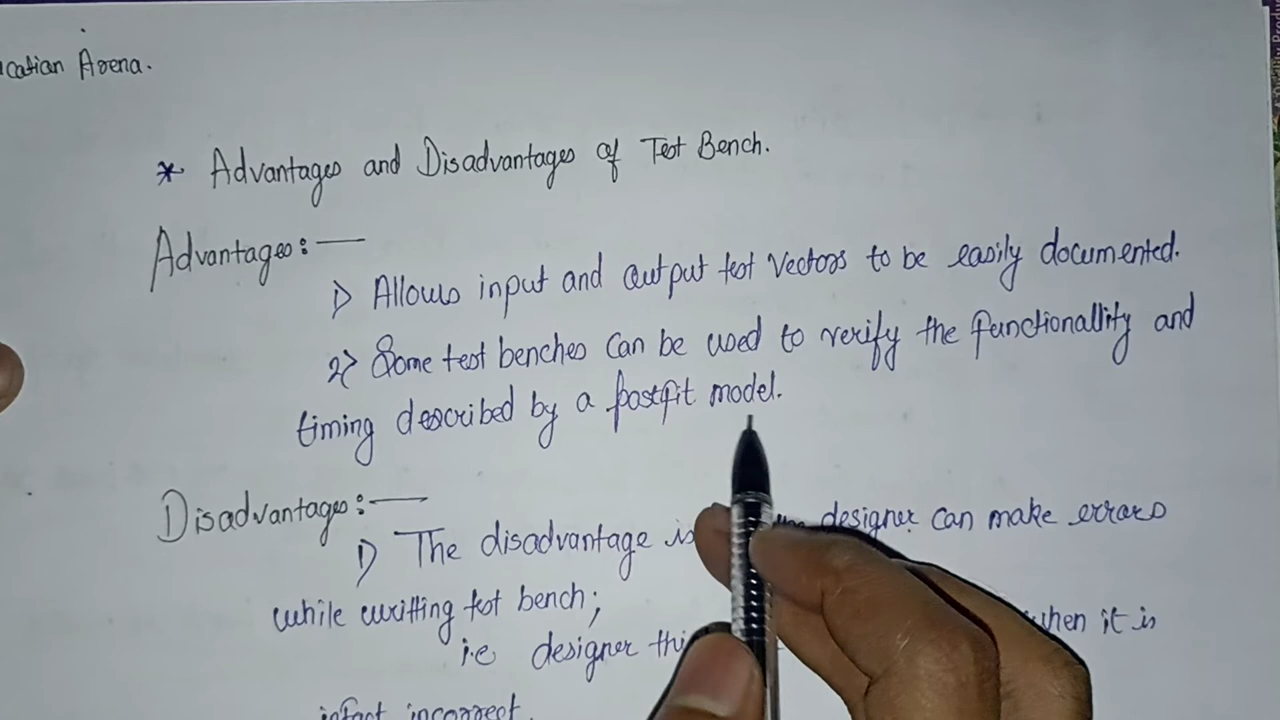 Arena.
* Advantages and Disadvantages of Test Bench.
Advantages:—
1) Allows input and output test vectors to be easily documented.
2) Some test benches can be used to verify the functionallity and
timing described by a postfit model.
Disadvantages:—
1) The disadvantage is designer can make errors
while writting test bench;
i.e designer when it is
infact incorrect.